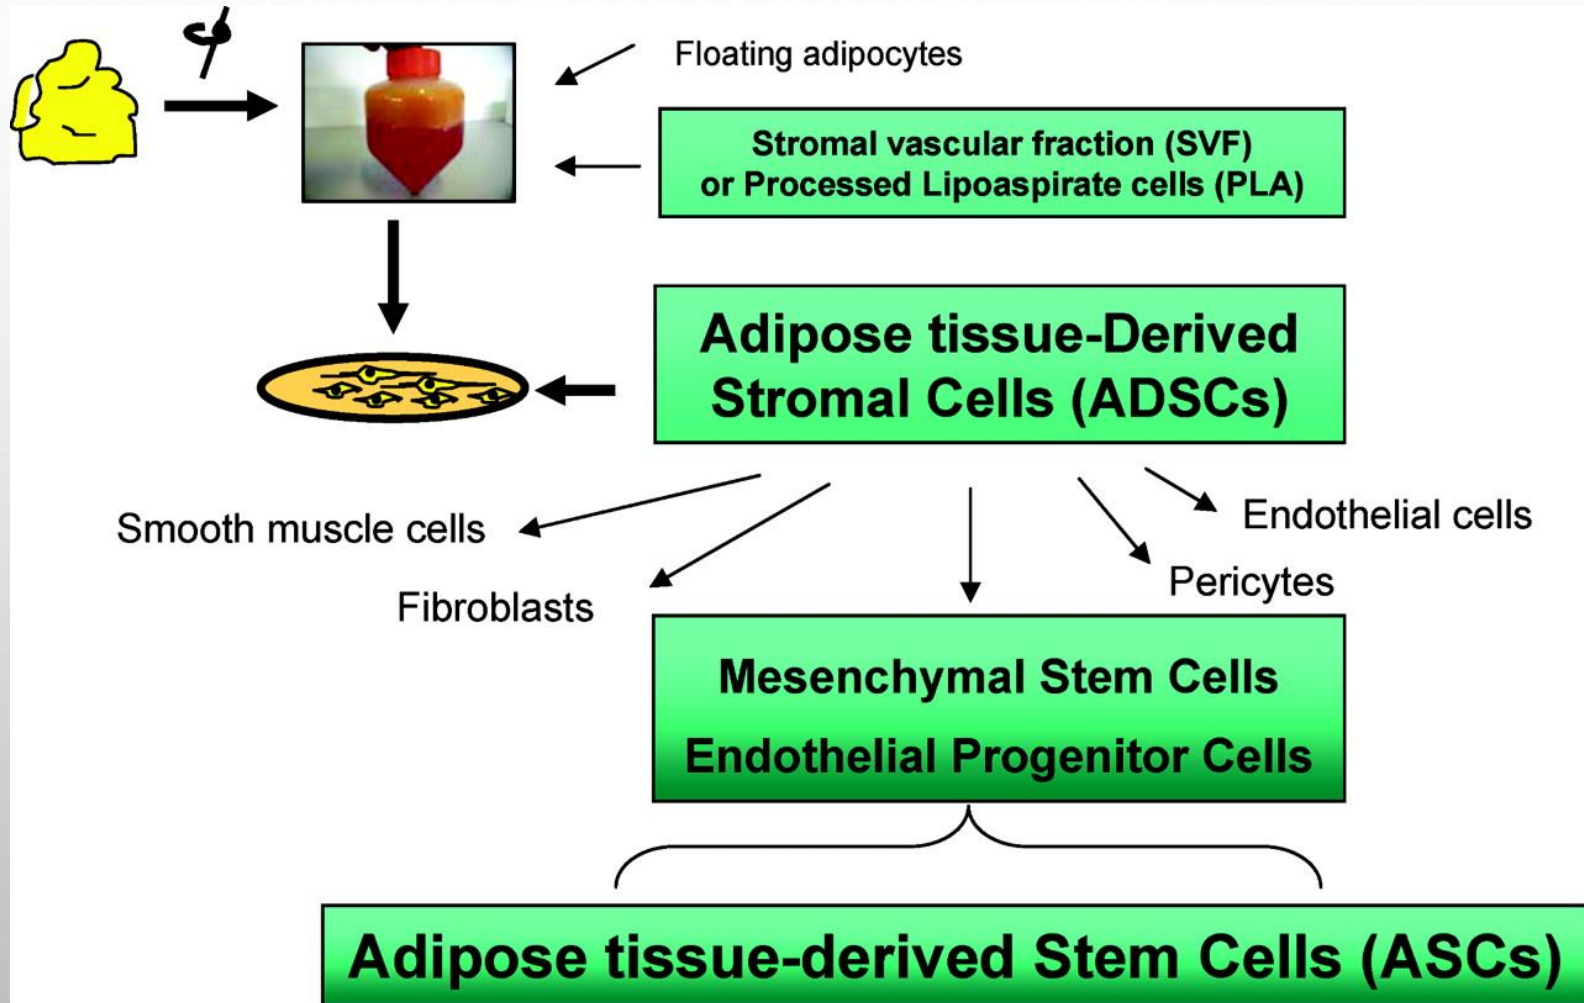 Floating adipocytes
Stromal vascular fraction (SVF)
or Processed Lipoaspirate cells (PLA)
Adipose tissue-Derived
Stromal Cells (ADSCs)
Smooth muscle cells
Endothelial cells
Fibroblasts
Pericytes
Mesenchymal Stem Cells
Endothelial Progenitor Cells
Adipose tissue-derived Stem Cells (ASCs)